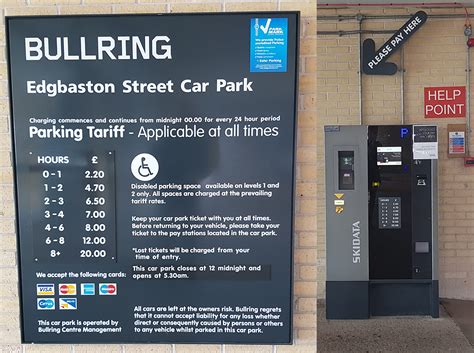 BULLRING
PARK MARK
Edgbaston Street Car Park
Charging commences and continues from midnight 00.00 for every 24 hour period
Parking Tariff - Applicable at all times
HOURS £
0 - 1 2.20
1 - 2 4.70
2 - 3 6.50
3 - 4 7.00
4 - 6 10.00
6 - 8 12.00
8+ 20.00
Disabled parking space available on levels 1 and
2 only. All spaces are charged at the prevailing
tariff rates.
Keep your car park ticket with you at all times.
Before returning to your vehicle, please take your
ticket to the pay stations located in the car park.
*Lost tickets will be charged from your
time of entry.
This car park closes at 12 midnight and
opens at 5.30am.
We accept the following cards:
VISA
All cars are left at the owners risk. Bullring regrets
that it cannot accept liability for any loss whether
direct or consequently caused by persons or others
to any vehicle whilst parked in this car park.
This car park is operated by
Bullring Centre Management
PLEASE PAY HERE
HELP
POINT
P
SKIDATA